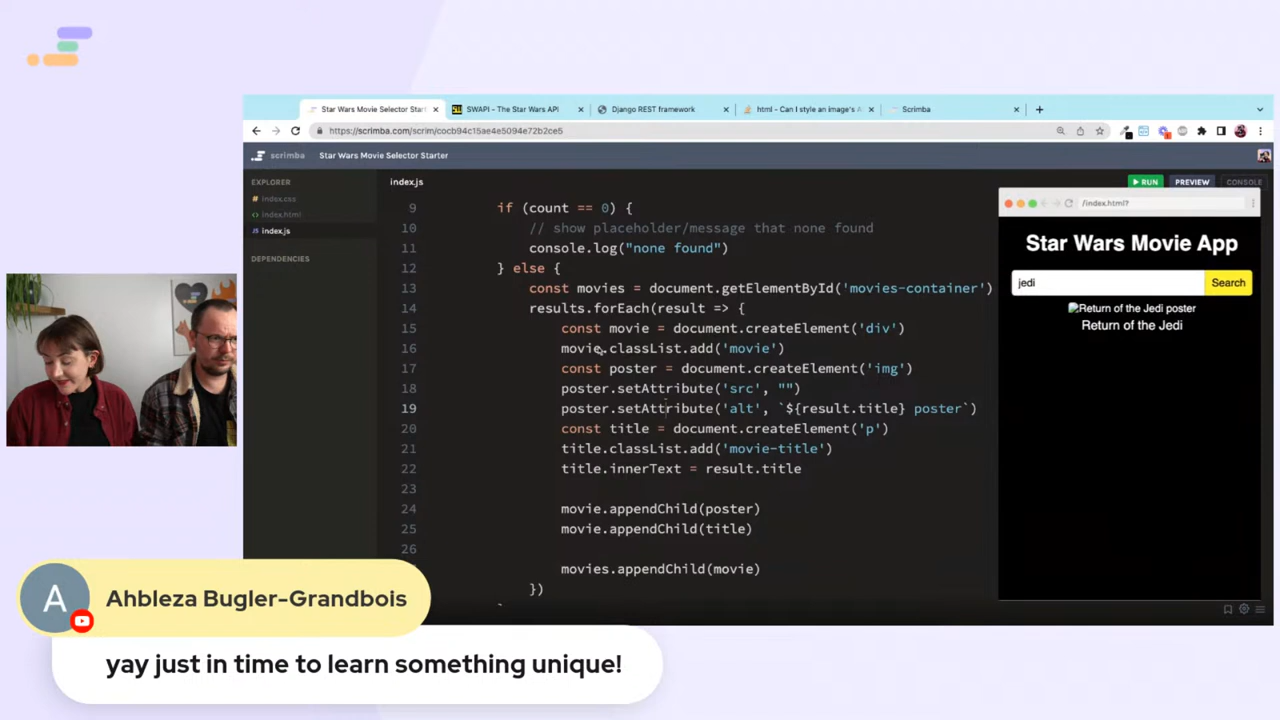 Star Wars Movie Selector Start
SWAPI - The Star Wars API
Django REST framework
html - Can I style an image's A
Scrimba
https://scrimba.com/scrim/cocb94c15ae4e5094e72b2ce5
scrimba
Star Wars Movie Selector Starter
EXPLORER
index.css
index.html
index.js
DEPENDENCIES
index.js
RUN
PREVIEW
CONSOLE
9 if (count == 0) {
10 // show placeholder/message that none found
11 console.log("none found")
12 } else {
13 const movies = document.getElementById('movies-container')
14 results.forEach(result => {
15 const movie = document.createElement('div')
16 movie.classList.add('movie')
17 const poster = document.createElement('img')
18 poster.setAttribute('src', "")
19 poster.setAttribute('alt', `${result.title} poster`)
20 const title = document.createElement('p')
21 title.classList.add('movie-title')
22 title.innerText = result.title
23
24 movie.appendChild(poster)
25 movie.appendChild(title)
26
movies.appendChild(movie)
})
/index.html?
Star Wars Movie App
jedi
Search
Return of the Jedi poster
Return of the Jedi
A
Ahbleza Bugler-Grandbois
yay just in time to learn something unique!